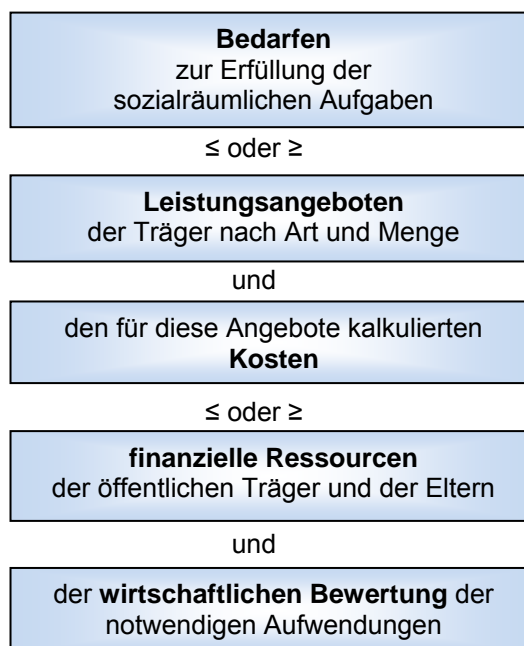 Bedarfen
zur Erfüllung der
sozialräumlichen Aufgaben
≤ oder ≥
Leistungsangeboten
der Träger nach Art und Menge
und
den für diese Angebote kalkulierten
Kosten
≤ oder ≥
finanzielle Ressourcen
der öffentlichen Träger und der Eltern
und
der wirtschaftlichen Bewertung der
notwendigen Aufwendungen